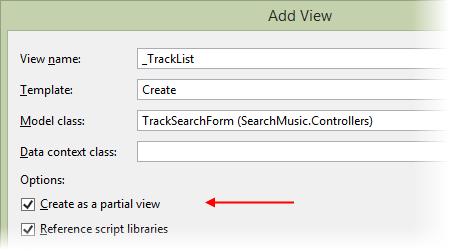 Add View
View name: _TrackList
Template: Create
Model class: TrackSearchForm (SearchMusic.Controllers)
Data context class:
Options:
Create as a partial view
Reference script libraries